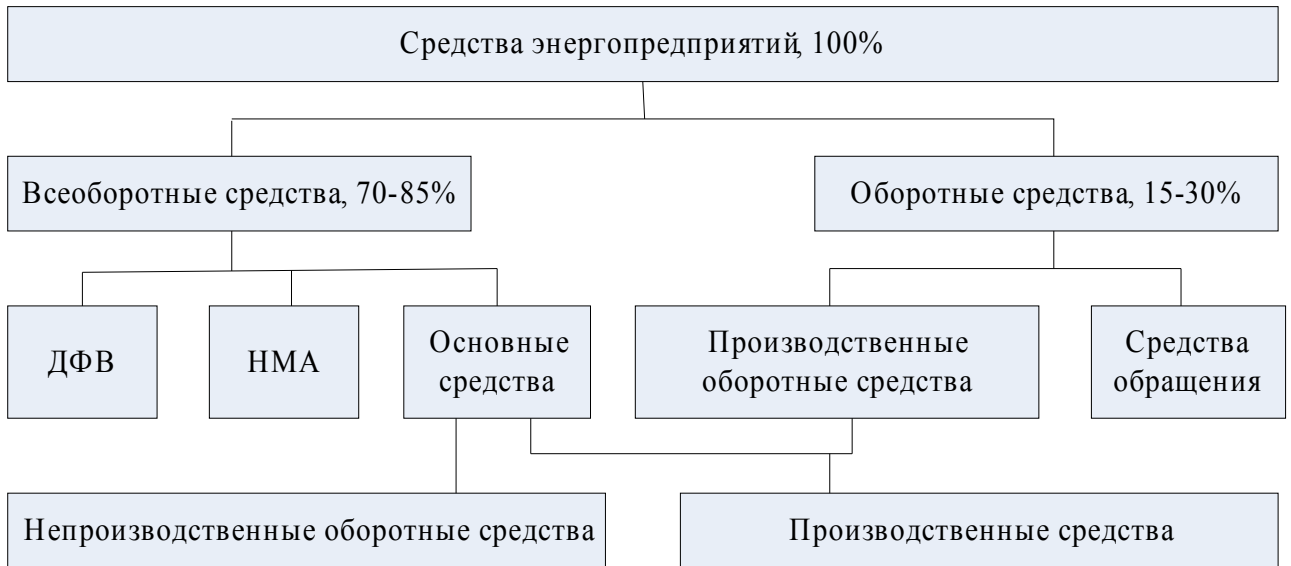 Средства энергопредприятий, 100%
Всеоборотные средства, 70-85%
Оборотные средства, 15-30%
ДФВ
НМА
Основные
средства
Производственные
оборотные средства
Средства
обращения
Непроизводственные оборотные средства
Производственные средства